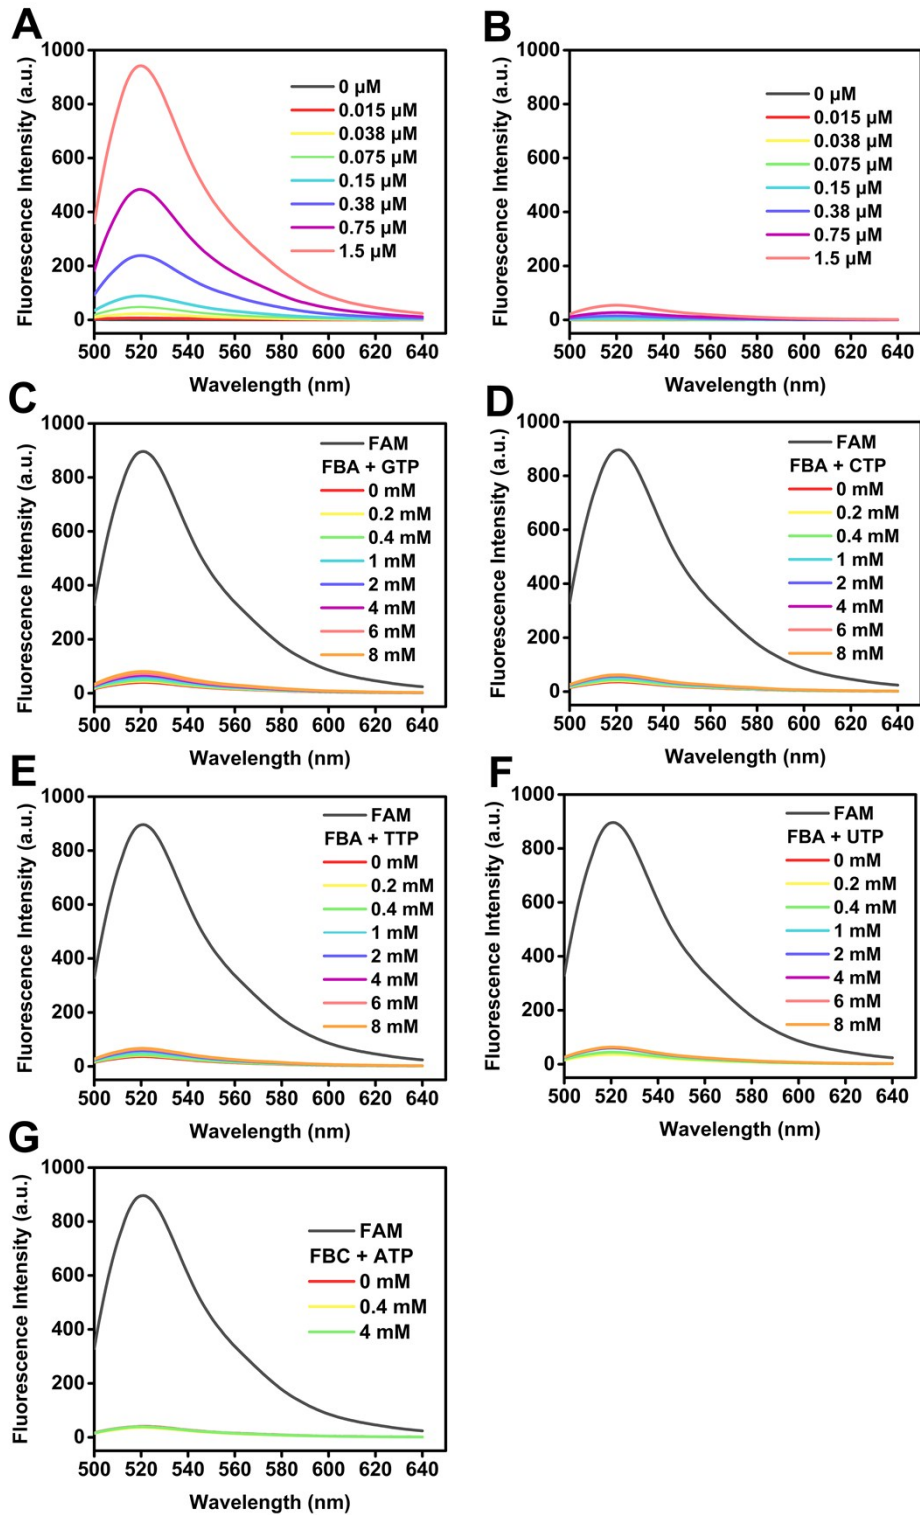 A
Fluorescence Intensity (a.u.)
1000
800
600
400
200
0
500 520 540 560 580 600 620 640
Wavelength (nm)
0 µM
0.015 µM
0.038 µM
0.075 µM
0.15 µM
0.38 µM
0.75 µM
1.5 µM
B
Fluorescence Intensity (a.u.)
1000
800
600
400
200
0
500 520 540 560 580 600 620 640
Wavelength (nm)
0 µM
0.015 µM
0.038 µM
0.075 µM
0.15 µM
0.38 µM
0.75 µM
1.5 µM
C
Fluorescence Intensity (a.u.)
1000
800
600
400
200
0
500 520 540 560 580 600 620 640
Wavelength (nm)
FAM
FBA + GTP
0 mM
0.2 mM
0.4 mM
1 mM
2 mM
4 mM
6 mM
8 mM
D
Fluorescence Intensity (a.u.)
1000
800
600
400
200
0
500 520 540 560 580 600 620 640
Wavelength (nm)
FAM
FBA + CTP
0 mM
0.2 mM
0.4 mM
1 mM
2 mM
4 mM
6 mM
8 mM
E
Fluorescence Intensity (a.u.)
1000
800
600
400
200
0
500 520 540 560 580 600 620 640
Wavelength (nm)
FAM
FBA + TTP
0 mM
0.2 mM
0.4 mM
1 mM
2 mM
4 mM
6 mM
8 mM
F
Fluorescence Intensity (a.u.)
1000
800
600
400
200
0
500 520 540 560 580 600 620 640
Wavelength (nm)
FAM
FBA + UTP
0 mM
0.2 mM
0.4 mM
1 mM
2 mM
4 mM
6 mM
8 mM
G
Fluorescence Intensity (a.u.)
1000
800
600
400
200
0
500 520 540 560 580 600 620 640
Wavelength (nm)
FAM
FBC + ATP
0 mM
0.4 mM
4 mM